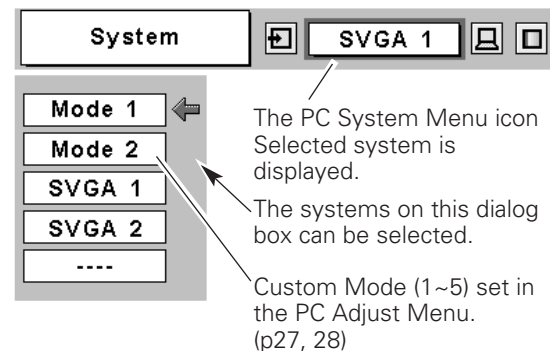 System
SVGA 1
Mode 1
Mode 2
SVGA 1
SVGA 2
----
The PC System Menu icon
Selected system is
displayed.
The systems on this dialog
box can be selected.
Custom Mode (1~5) set in
the PC Adjust Menu.
(p27, 28)